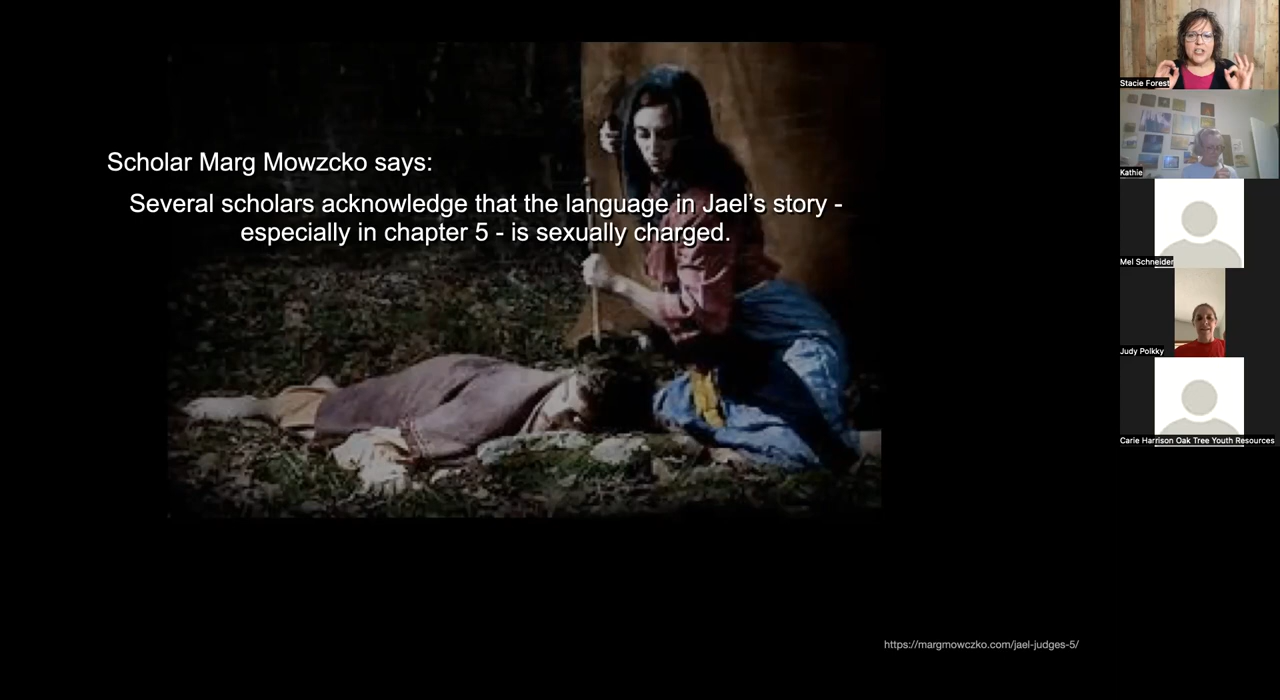 Scholar Marg Mowzcko says:
Several scholars acknowledge that the language in Jael’s story -
especially in chapter 5 - is sexually charged.
https://margmowczko.com/jael-judges-5/
Stacie Forest
Kathie
Mel Schneider
Judy Polkky
Carie Harrison Oak Tree Youth Resources